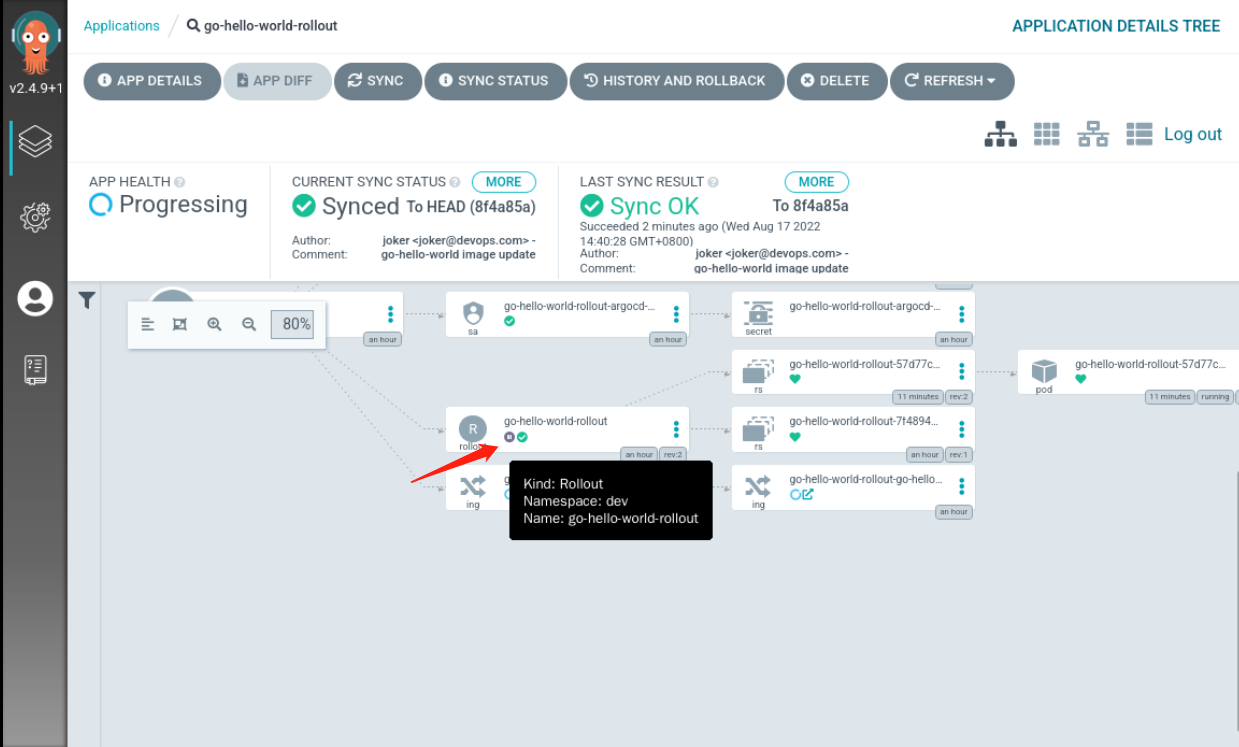 Applications / go-hello-world-rollout
APPLICATION DETAILS TREE
v2.4.9+1
APP DETAILS
APP DIFF
SYNC
SYNC STATUS
HISTORY AND ROLLBACK
DELETE
REFRESH
Log out
APP HEALTH
Progressing
CURRENT SYNC STATUS
MORE
Synced To HEAD (8f4a85a)
Author: joker <joker@devops.com> -
Comment: go-hello-world image update
LAST SYNC RESULT
MORE
Sync OK To 8f4a85a
Succeeded 2 minutes ago (Wed Aug 17 2022
14:40:28 GMT+0800)
Author: joker <joker@devops.com> -
Comment: go-hello-world image update
80%
an hour
go-hello-world-rollout-argocd-...
sa
an hour
go-hello-world-rollout-argocd-...
secret
an hour
go-hello-world-rollout-57d77c...
rs
11 minutes
rev:2
go-hello-world-rollout-57d77c...
pod
11 minutes
running
R
go-hello-world-rollout
an hour
rev:2
go-hello-world-rollout-7f4894...
rs
an hour
rev:1
ing
go-hello-world-rollout-go-hello...
ing
an hour
Kind: Rollout
Namespace: dev
Name: go-hello-world-rollout